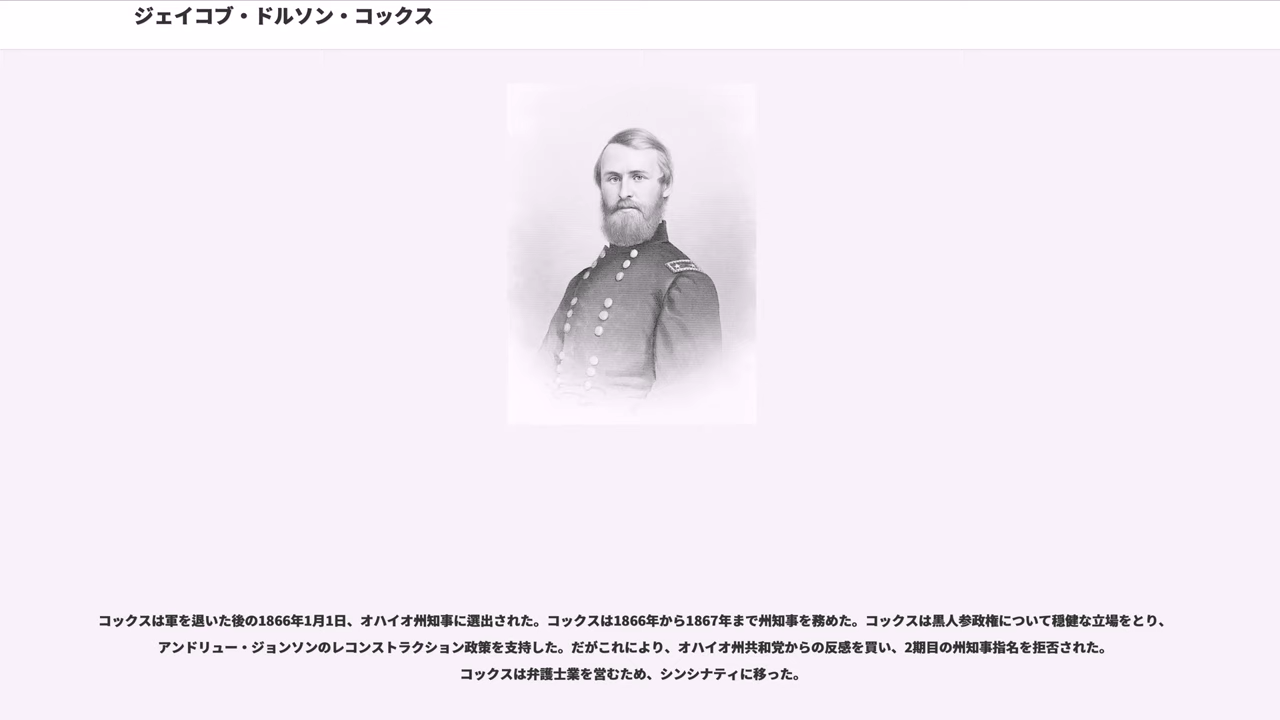 ジェイコブ・ドルソン・コックス
コックスは軍を退いた後の1866年1月1日、オハイオ州知事に選出された。コックスは1866年から1867年まで州知事を務めた。コックスは黒人参政権について穏健な立場をとり、
アンドリュー・ジョンソンのレコンストラクション政策を支持した。だがこれにより、オハイオ州共和党からの反感を買い、2期目の州知事指名を拒否された。
コックスは弁護士業を営むため、シンシナティに移った。